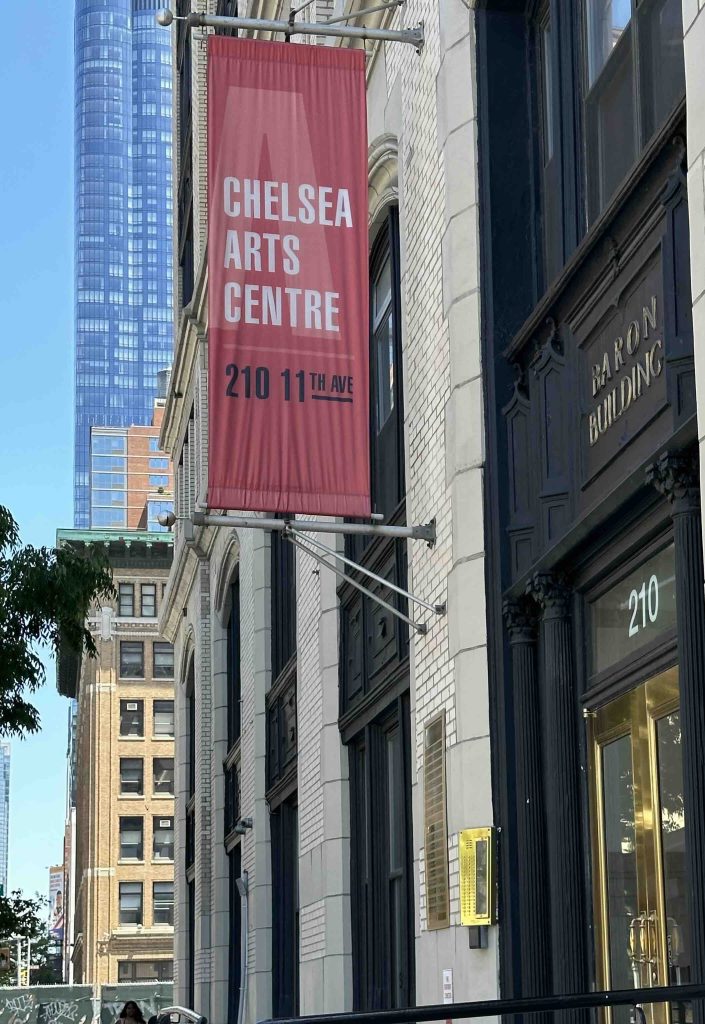 CHELSEA
ARTS
CENTRE
210 11TH AVE
BARON
BUILDING
210